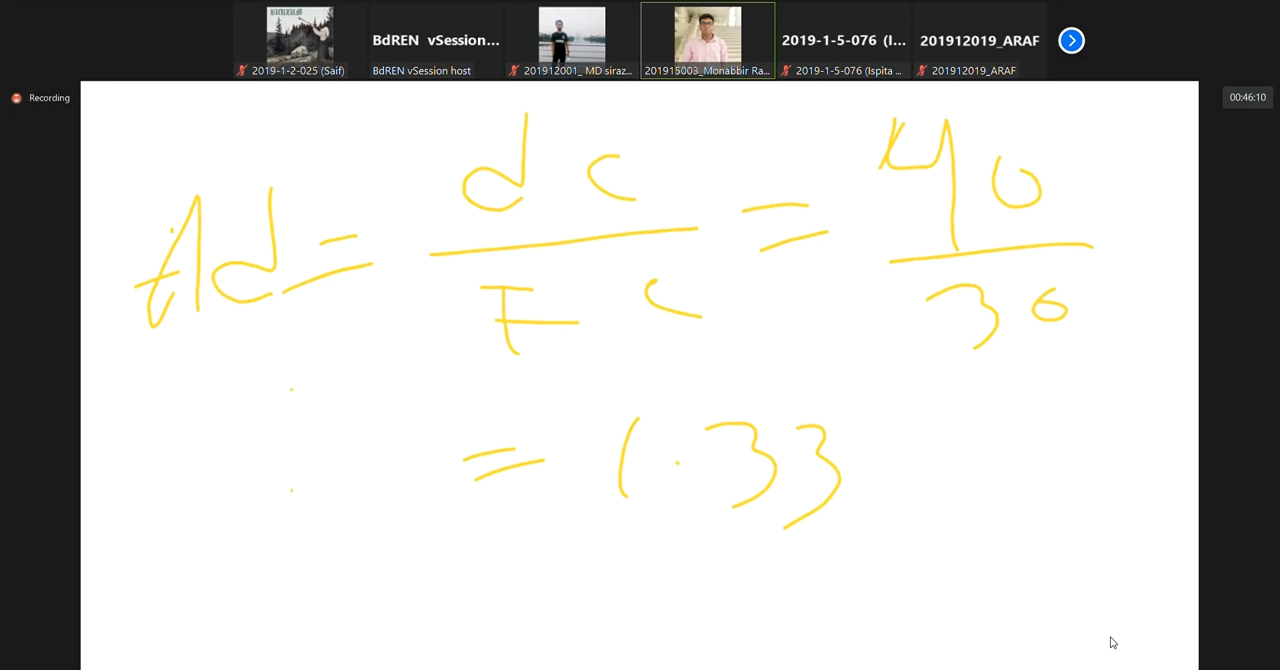 BdREN vSession... 2019-1-5-076 (I... 201912019_ARAF
2019-1-2-025 (Saif) BdREN vSession host 201912001_ MD siraz... 201915003_Monabbir Ra... 2019-1-5-076 (Ispita ... 201912019_ARAF
Recording 00:46:10
Ad = dc / Fc = 40 / 30
= 1.33